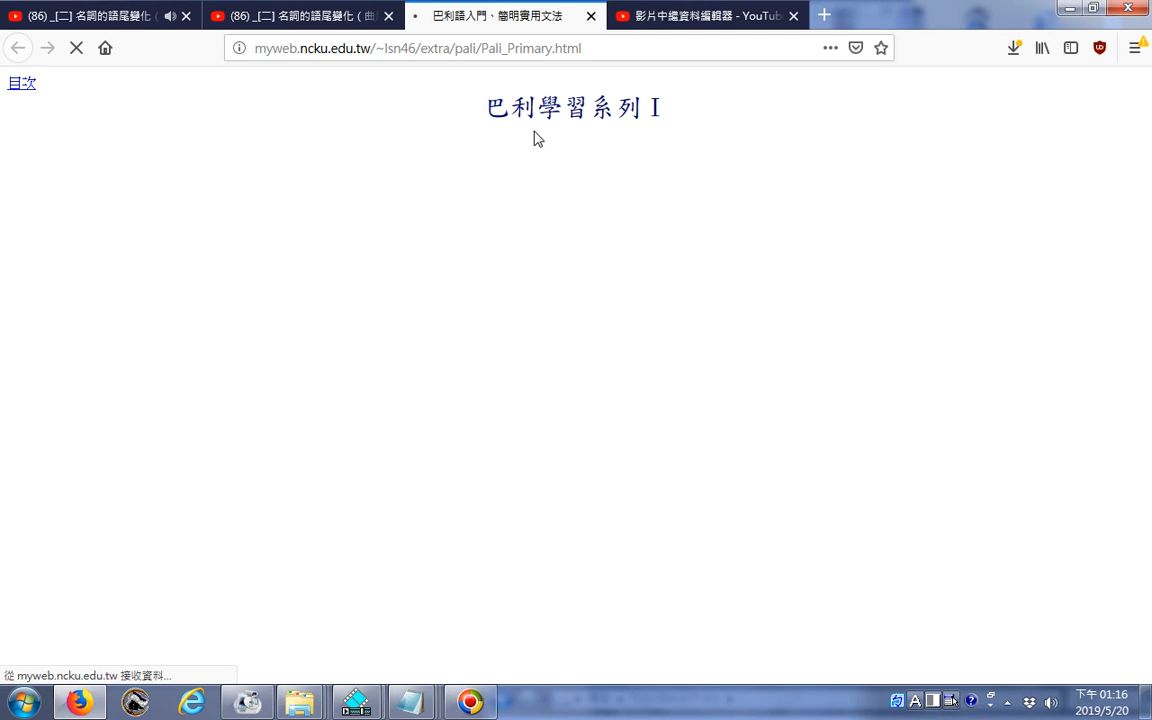 (86) _[二] 名詞的語尾變化 (
(86) _[二] 名詞的語尾變化 ( 曲
巴利語入門、簡明實用文法
影片中繼資料編輯器 - YouTub
myweb.ncku.edu.tw/~lsn46/extra/pali/Pali_Primary.html
目次
巴利學習系列 I
從 myweb.ncku.edu.tw 接收資料...
下午 01:16
2019/5/20